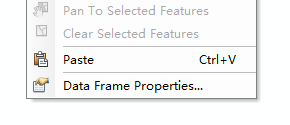 Pan To Selected Features
Clear Selected Features
Paste Ctrl+V
Data Frame Properties...